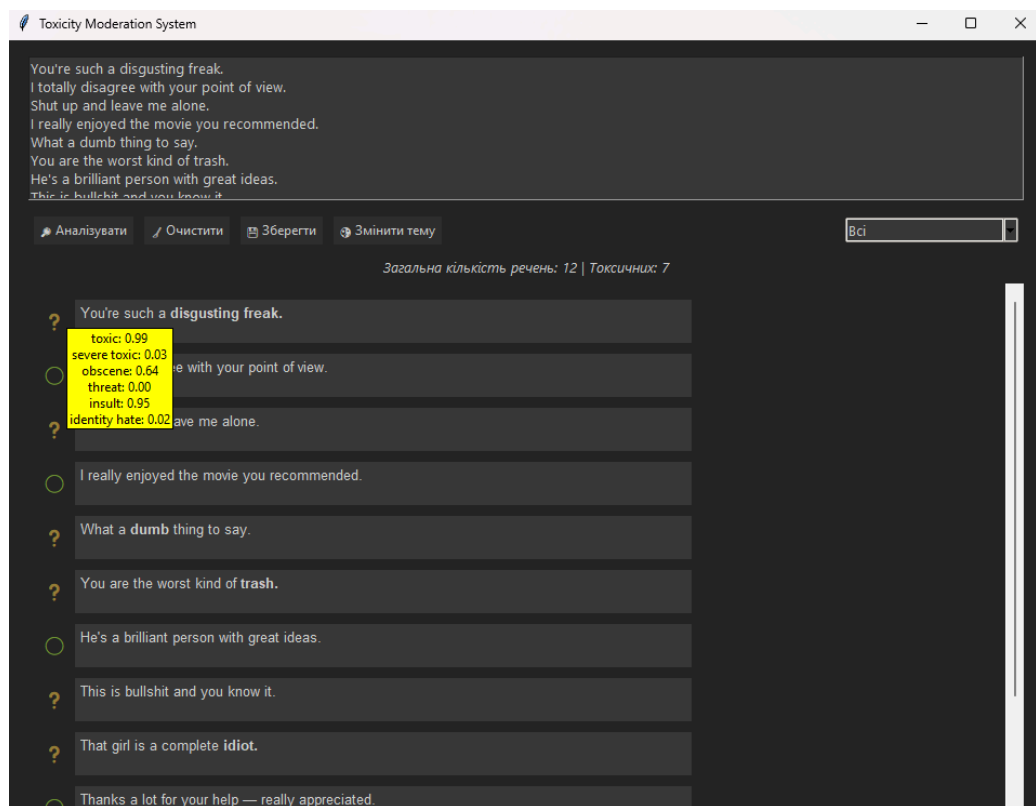 Toxicity Moderation System
You're such a disgusting freak.
I totally disagree with your point of view.
Shut up and leave me alone.
I really enjoyed the movie you recommended.
What a dumb thing to say.
You are the worst kind of trash.
He's a brilliant person with great ideas.
This is bullshit and you know it
Аналізувати Очистити Зберегти Змінити тему Всі
Загальна кількість речень: 12 | Токсичних: 7
? You're such a disgusting freak.
toxic: 0.99
severe toxic: 0.03
obscene: 0.64
threat: 0.00
insult: 0.95
identity hate: 0.02
e with your point of view.
? ave me alone.
I really enjoyed the movie you recommended.
? What a dumb thing to say.
? You are the worst kind of trash.
He's a brilliant person with great ideas.
? This is bullshit and you know it.
? That girl is a complete idiot.
Thanks a lot for your help — really appreciated.